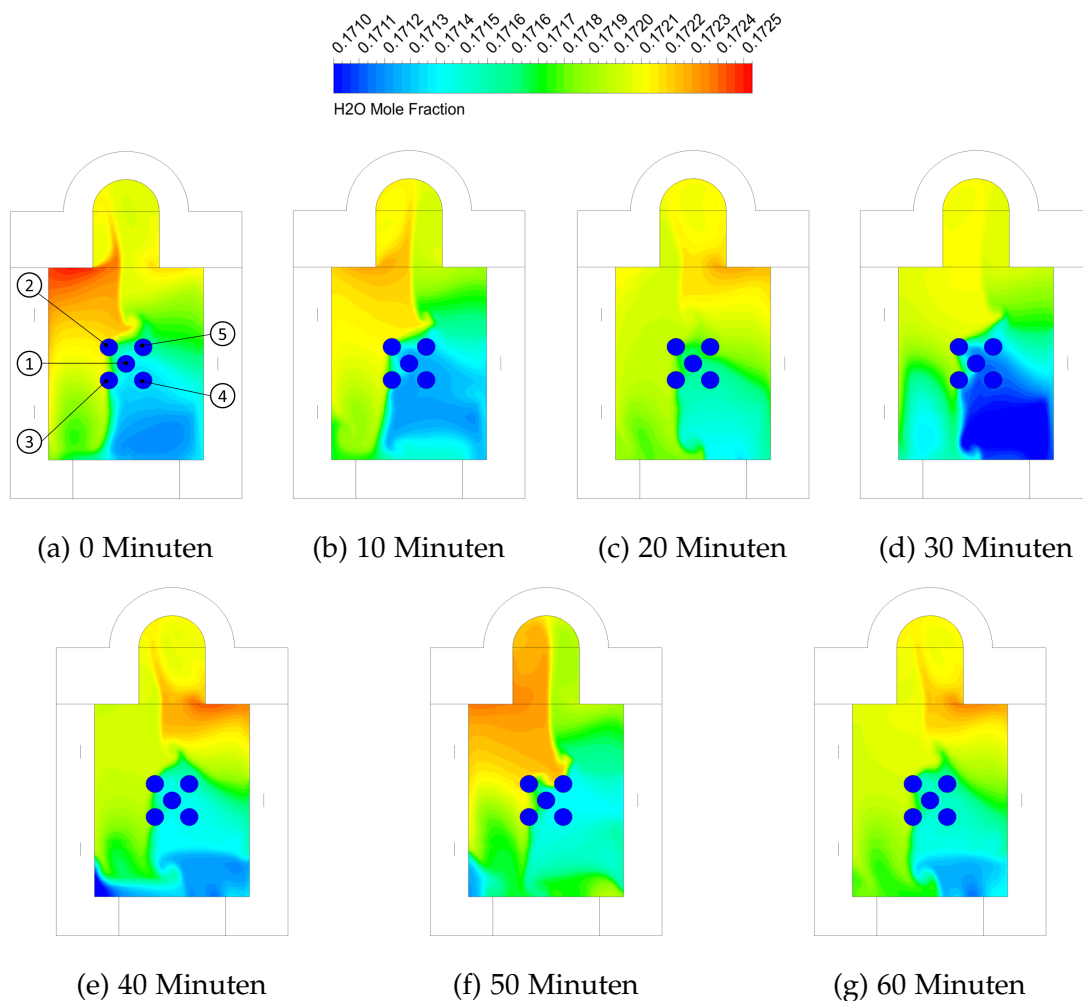 0.1710 0.1711 0.1712 0.1713 0.1714 0.1715 0.1716 0.1717 0.1718 0.1719 0.1720 0.1721 0.1722 0.1723 0.1724 0.1725
H2O Mole Fraction
2
5
1
4
3
(a) 0 Minuten
(b) 10 Minuten
(c) 20 Minuten
(d) 30 Minuten
(e) 40 Minuten
(f) 50 Minuten
(g) 60 Minuten